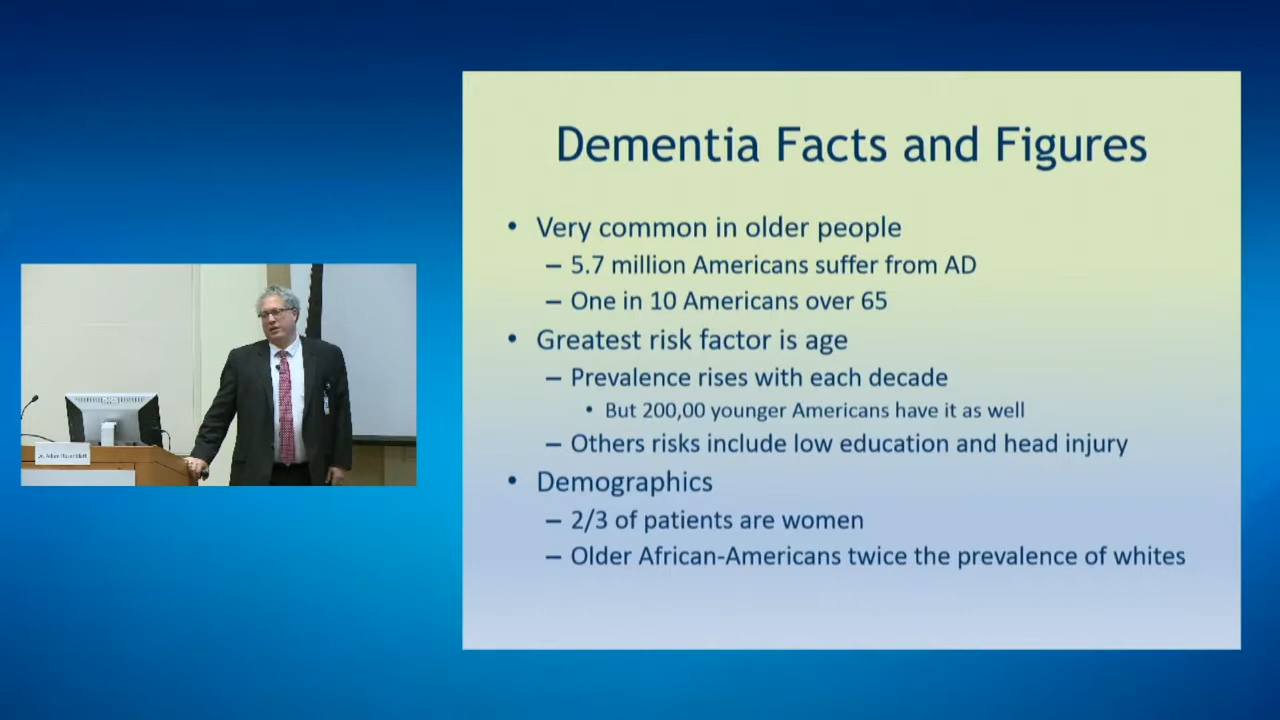 Dementia Facts and Figures
• Very common in older people
– 5.7 million Americans suffer from AD
– One in 10 Americans over 65
• Greatest risk factor is age
– Prevalence rises with each decade
• But 200,00 younger Americans have it as well
– Others risks include low education and head injury
• Demographics
– 2/3 of patients are women
– Older African-Americans twice the prevalence of whites
Dr. Adam